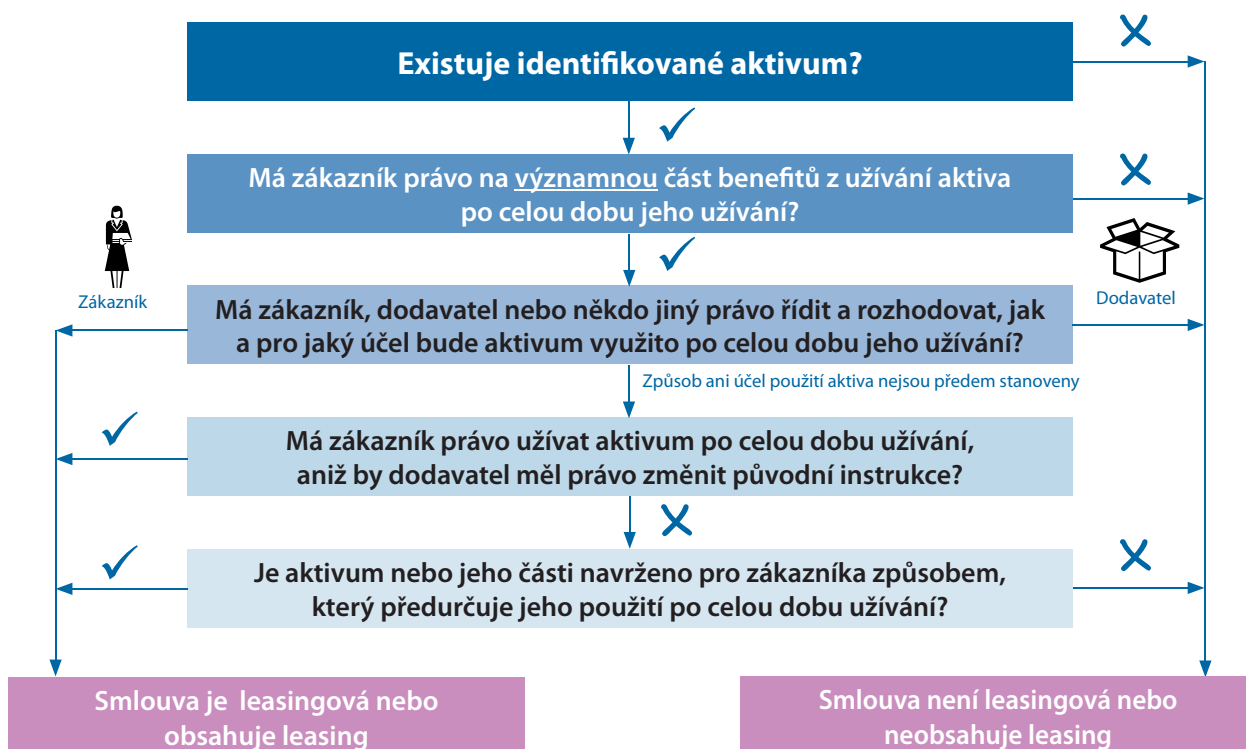 Existuje identifikované aktivum?
Má zákazník právo na významnou část benefitů z užívání aktiva
po celou dobu jeho užívání?
Zákazník
Dodavatel
Má zákazník, dodavatel nebo někdo jiný právo řídit a rozhodovat, jak
a pro jaký účel bude aktivum využito po celou dobu jeho užívání?
Způsob ani účel použití aktiva nejsou předem stanoveny
Má zákazník právo užívat aktivum po celou dobu užívání,
aniž by dodavatel měl právo změnit původní instrukce?
Je aktivum nebo jeho části navrženo pro zákazníka způsobem,
který předurčuje jeho použití po celou dobu užívání?
Smlouva je leasingová nebo
obsahuje leasing
Smlouva není leasingová nebo
neobsahuje leasing